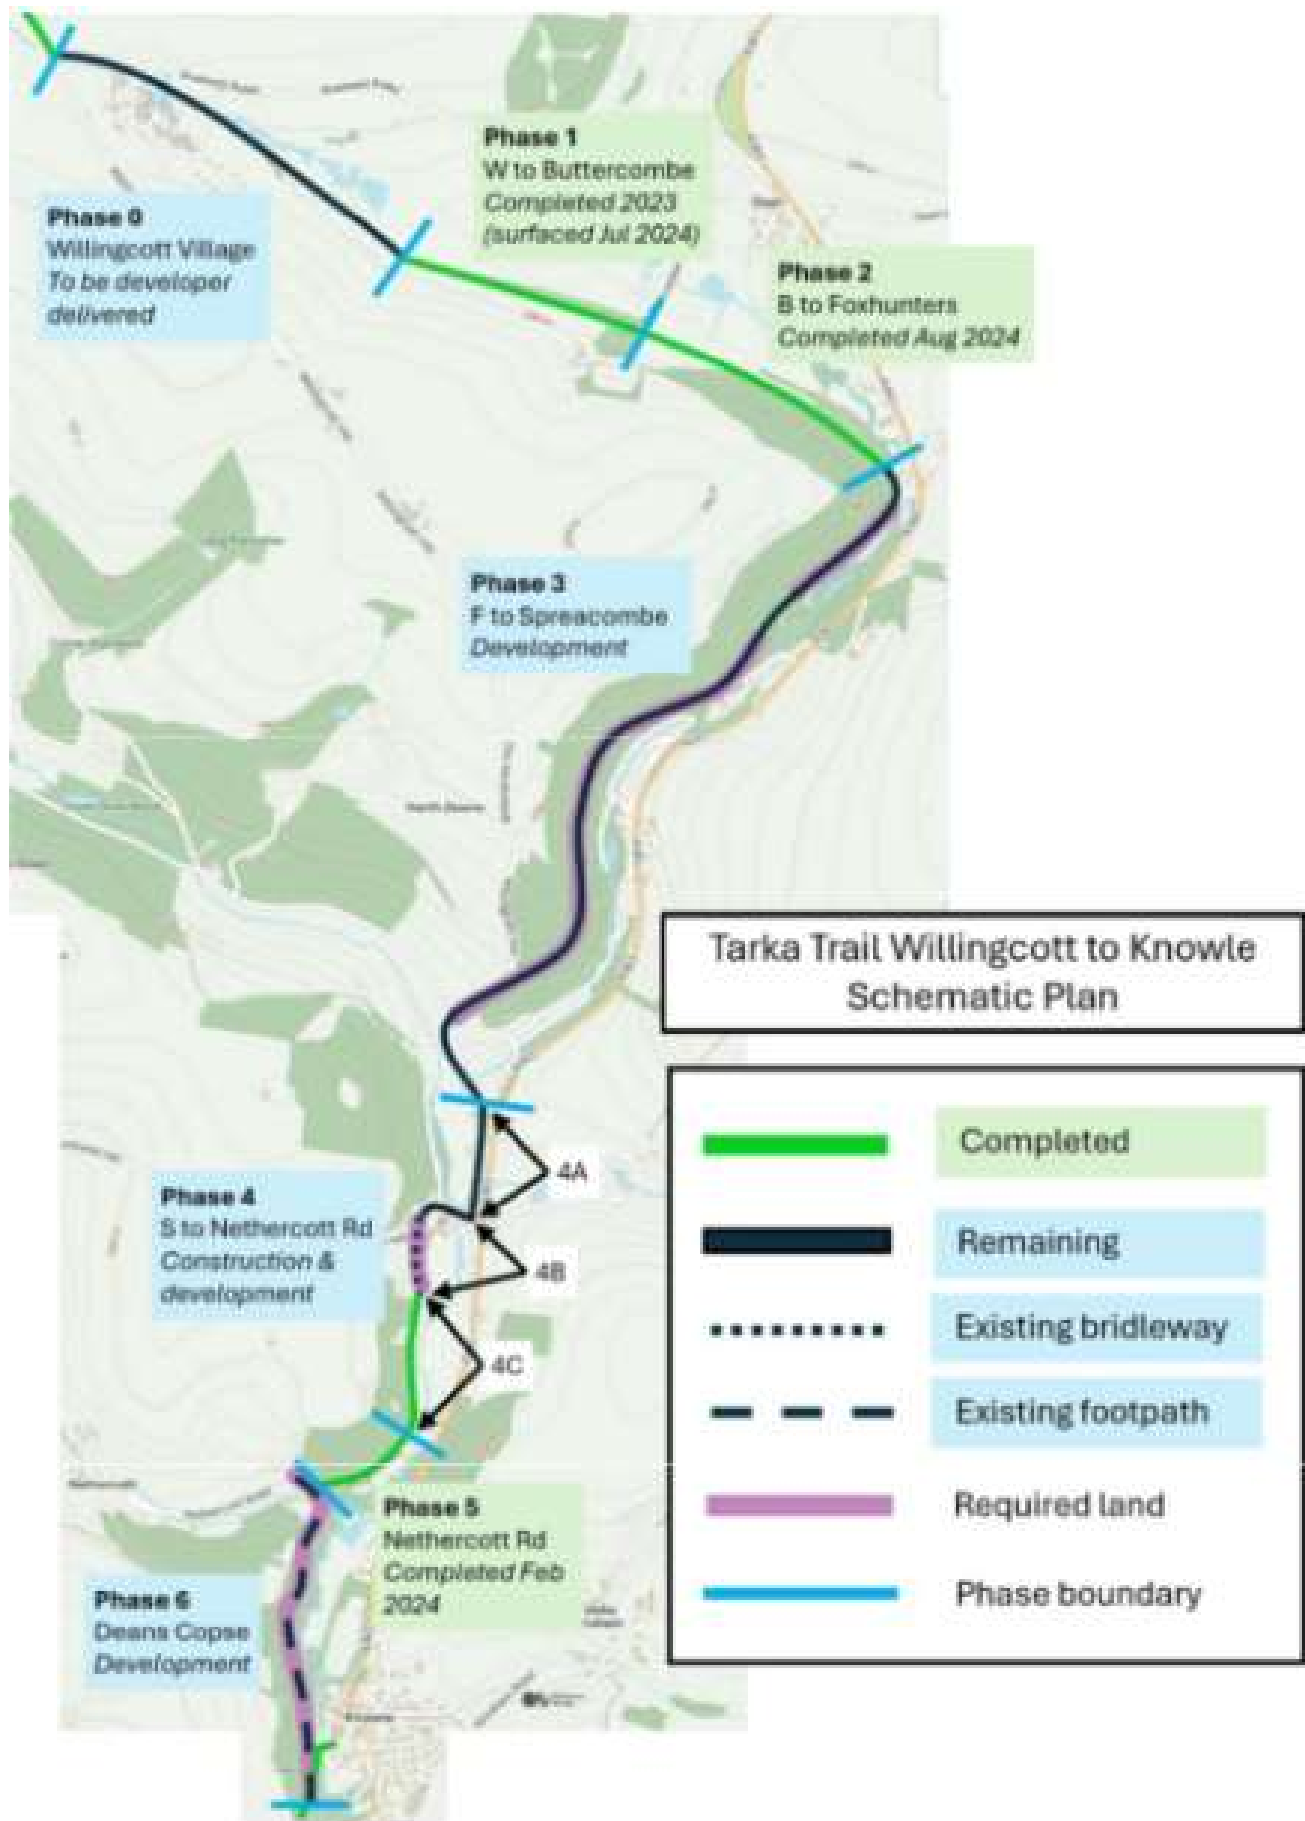 Phase 1
W to Buttercombe
Completed 2023
(surfaced Jul 2024)
Phase 0
Willingcott Village
To be developer
delivered
Phase 2
B to Foxhunters
Completed Aug 2024
Phase 3
F to Spreacombe
Development
Tarka Trail Willingcott to Knowle
Schematic Plan
Completed
Remaining
Existing bridleway
Existing footpath
Required land
Phase boundary
4A
Phase 4
S to Nethercott Rd
Construction &
development
4B
4C
Phase 5
Nethercott Rd
Completed Feb
2024
Phase 6
Deans Copse
Development